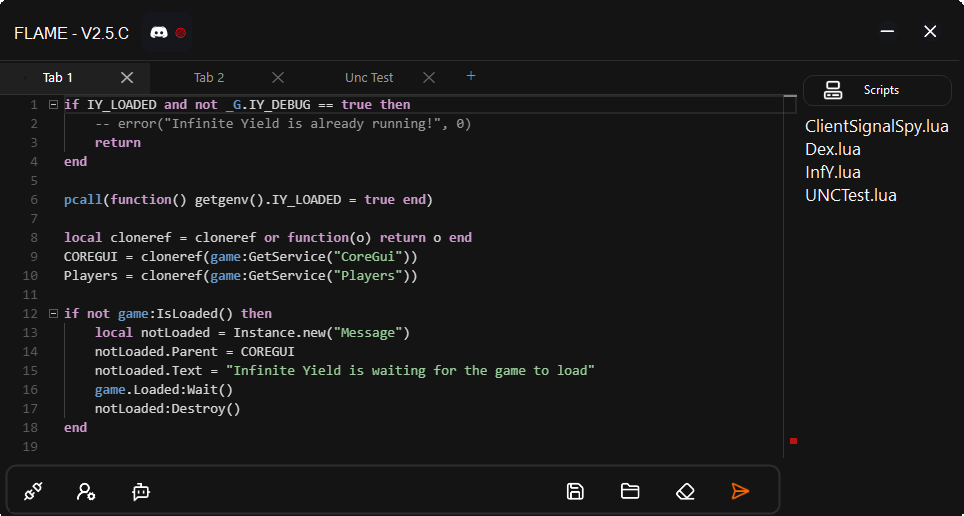 FLAME - V2.5.C
Tab 1
Tab 2
Unc Test
+
Scripts
ClientSignalSpy.lua
Dex.lua
InfY.lua
UNCTest.lua
1 if IY_LOADED and not _G.IY_DEBUG == true then
2 -- error("Infinite Yield is already running!", 0)
3 return
4 end
5
6 pcall(function() getgenv().IY_LOADED = true end)
7
8 local cloneref = cloneref or function(o) return o end
9 COREGUI = cloneref(game:GetService("CoreGui"))
10 Players = cloneref(game:GetService("Players"))
11
12 if not game:IsLoaded() then
13 local notLoaded = Instance.new("Message")
14 notLoaded.Parent = COREGUI
15 notLoaded.Text = "Infinite Yield is waiting for the game to load"
16 game.Loaded:Wait()
17 notLoaded:Destroy()
18 end
19